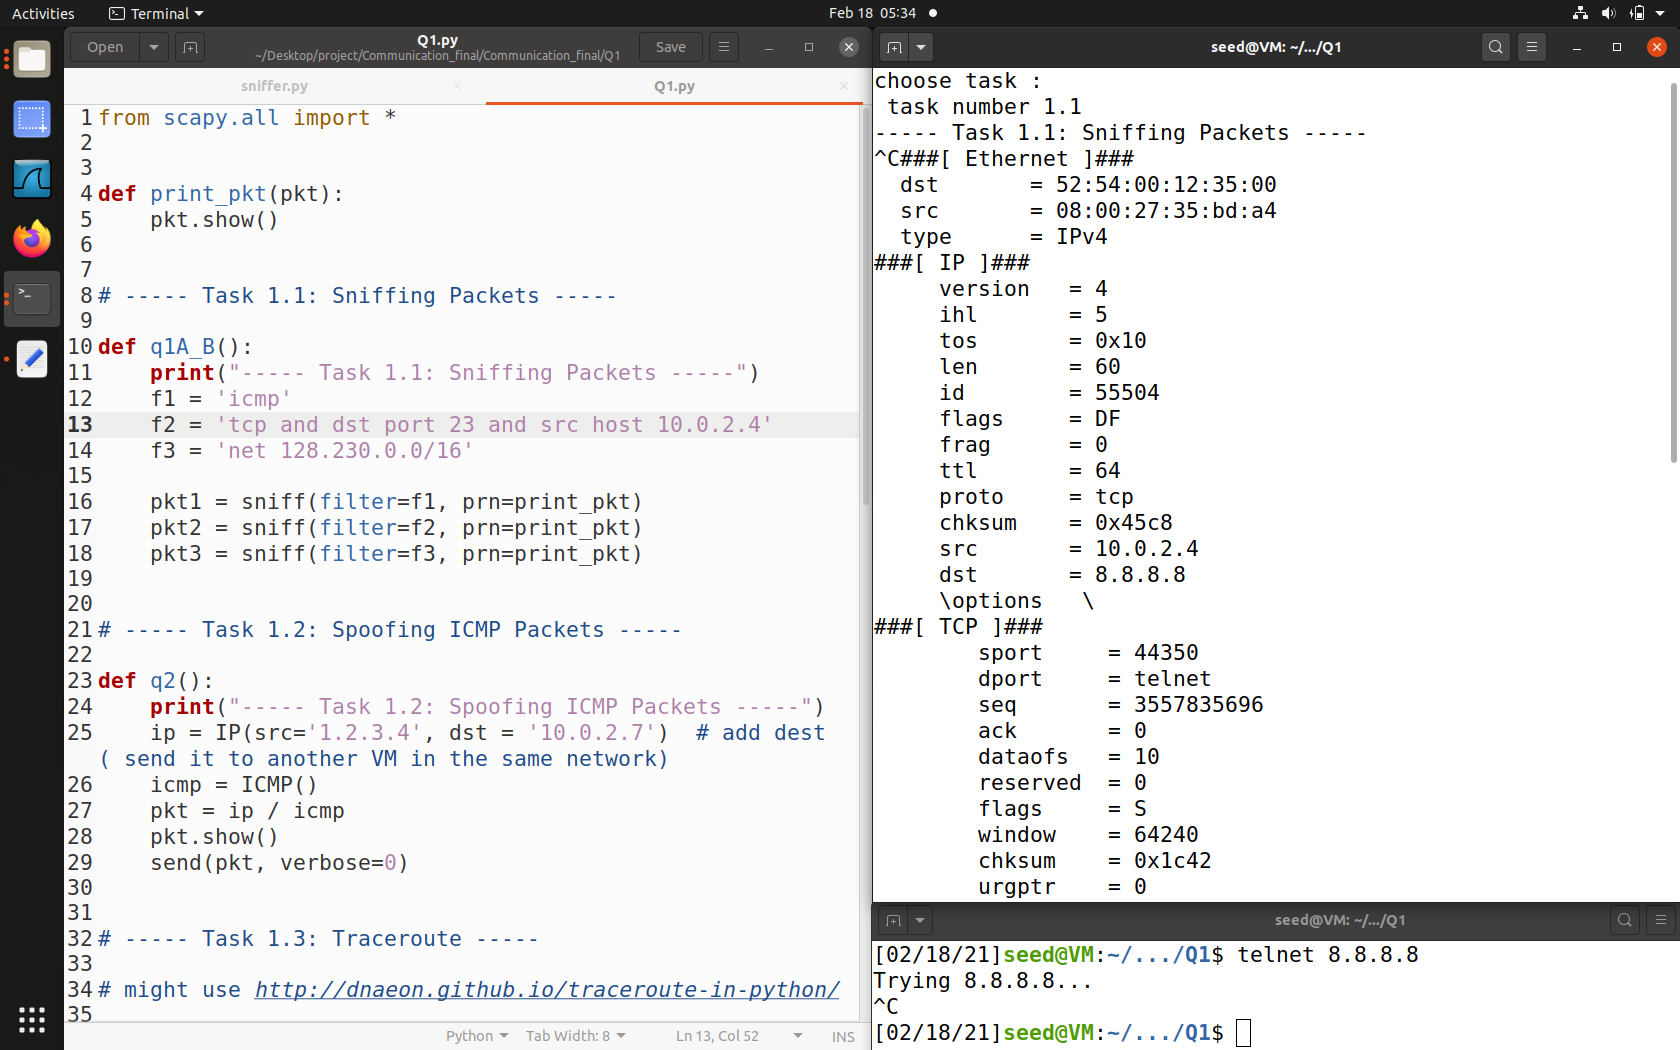 Activities
Terminal
Feb 18 05:34
Open
Q1.py
~/Desktop/project/Communication_final/Communication_final/Q1
Save
sniffer.py
Q1.py
1 from scapy.all import *
2
3
4 def print_pkt(pkt):
5     pkt.show()
6
7
8 # ----- Task 1.1: Sniffing Packets -----
9
10 def q1A_B():
11     print("----- Task 1.1: Sniffing Packets -----")
12     f1 = 'icmp'
13     f2 = 'tcp and dst port 23 and src host 10.0.2.4'
14     f3 = 'net 128.230.0.0/16'
15
16     pkt1 = sniff(filter=f1, prn=print_pkt)
17     pkt2 = sniff(filter=f2, prn=print_pkt)
18     pkt3 = sniff(filter=f3, prn=print_pkt)
19
20
21 # ----- Task 1.2: Spoofing ICMP Packets -----
22
23 def q2():
24     print("----- Task 1.2: Spoofing ICMP Packets -----")
25     ip = IP(src='1.2.3.4', dst = '10.0.2.7')  # add dest
( send it to another VM in the same network)
26     icmp = ICMP()
27     pkt = ip / icmp
28     pkt.show()
29     send(pkt, verbose=0)
30
31
32 # ----- Task 1.3: Traceroute -----
33
34 # might use http://dnaeon.github.io/traceroute-in-python/
35
Python
Tab Width: 8
Ln 13, Col 52
INS
seed@VM: ~/.../Q1
choose task :
 task number 1.1
----- Task 1.1: Sniffing Packets -----
^C###[ Ethernet ]###
  dst       = 52:54:00:12:35:00
  src       = 08:00:27:35:bd:a4
  type      = IPv4
###[ IP ]###
     version   = 4
     ihl       = 5
     tos       = 0x10
     len       = 60
     id        = 55504
     flags     = DF
     frag      = 0
     ttl       = 64
     proto     = tcp
     chksum    = 0x45c8
     src       = 10.0.2.4
     dst       = 8.8.8.8
     \options   \
###[ TCP ]###
        sport     = 44350
        dport     = telnet
        seq       = 3557835696
        ack       = 0
        dataofs   = 10
        reserved  = 0
        flags     = S
        window    = 64240
        chksum    = 0x1c42
        urgptr    = 0
seed@VM: ~/.../Q1
[02/18/21]seed@VM:~/.../Q1$ telnet 8.8.8.8
Trying 8.8.8.8...
^C
[02/18/21]seed@VM:~/.../Q1$